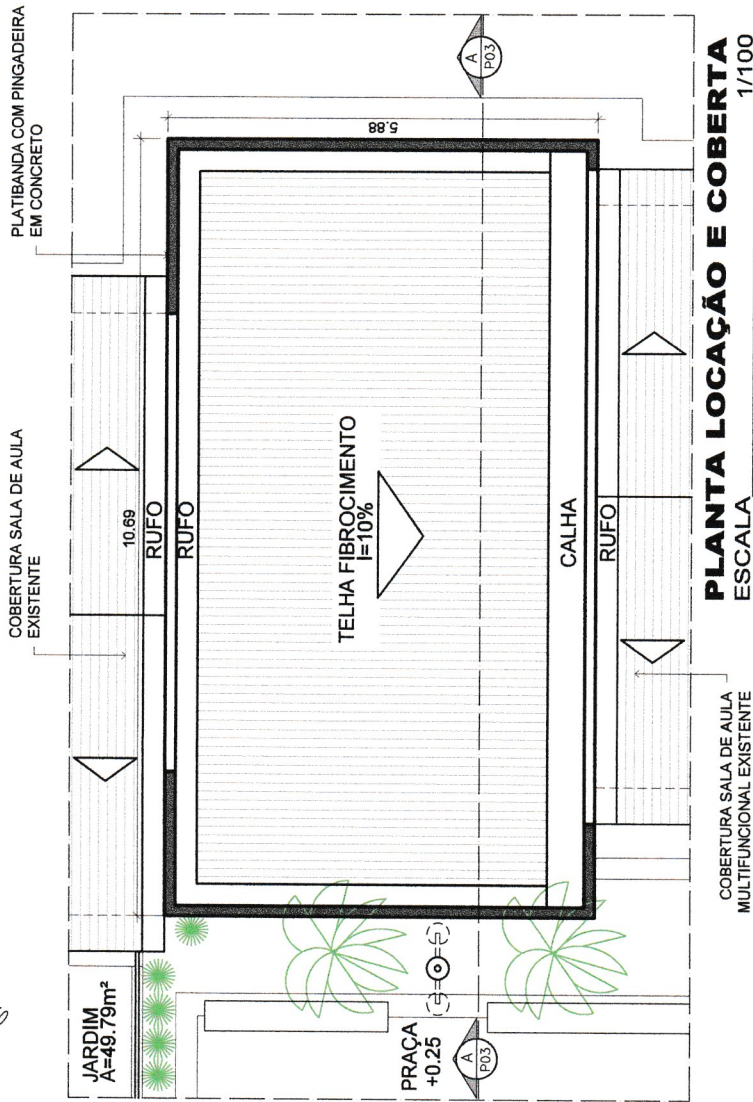 PLATIBANDA COM PINGADEIRA
EM CONCRETO
COBERTURA SALA DE AULA
EXISTENTE
10.69
RUFO
RUFO
5.88
A
P03
TELHA FIBROCIMENTO
I=10%
JARDIM
A=49.79m²
PRAÇA
+0.25
A
P03
CALHA
RUFO
COBERTURA SALA DE AULA
MULTIFUNCIONAL EXISTENTE
PLANTA LOCAÇÃO E COBERTA
ESCALA 1/100